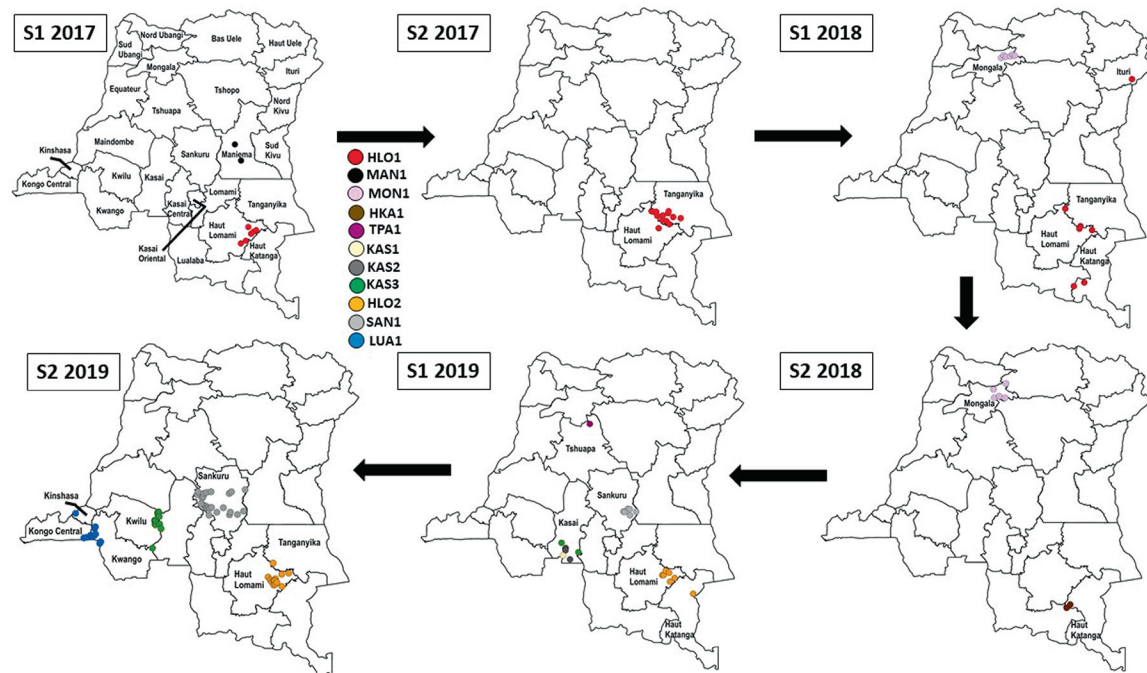 S1 2017
Nord Ubangi
Bas Uele
Sud
Ubangi
Haut Uele
Mongala
Ituri
Equateur
Tshopo
Tshuapa
Nord
Kivu
Maindombe
Kinshasa
Sankuru
Maniema
Sud
Kivu
Kongo Central
Kwilu
Kasai
Lomami
Kwango
Kasai
Central
Tanganyika
Haut
Lomami
Kasai
Oriental
Lualaba
Haut
Katanga
HLO1
MAN1
MON1
HKA1
TPA1
KAS1
KAS2
KAS3
HLO2
SAN1
LUA1
S2 2017
Tanganyika
Haut
Lomami
S1 2018
Mongala
Ituri
Tanganyika
Haut
Lomami
Haut
Katanga
S2 2019
Sankuru
Kinshasa
Kwilu
Kongo Central
Kwango
Tanganyika
Haut
Lomami
S1 2019
Tshuapa
Sankuru
Kasai
Tanganyika
Haut
Lomami
Haut
Katanga
S2 2018
Mongala
Haut
Katanga